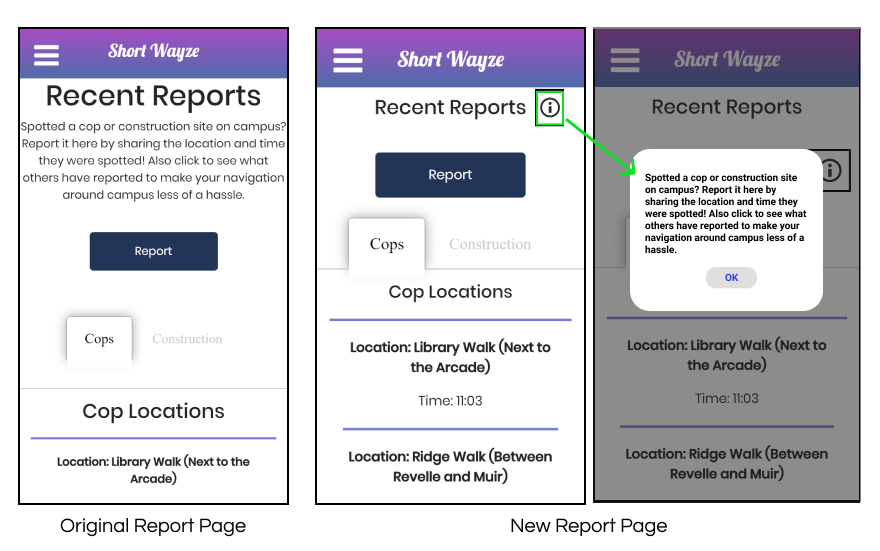 Short Wayze
Recent Reports
Spotted a cop or construction site on campus?
Report it here by sharing the location and time
they were spotted! Also click to see what
others have reported to make your navigation
around campus less of a hassle.
Report
Cops
Construction
Cop Locations
Location: Library Walk (Next to the
Arcade)
Original Report Page
Short Wayze
Recent Reports
Report
Cops
Construction
Cop Locations
Location: Library Walk (Next to
the Arcade)
Time: 11:03
Location: Ridge Walk (Between
Revelle and Muir)
Short Wayze
Recent Reports
Spotted a cop or construction site
on campus? Report it here by
sharing the location and time they
were spotted! Also click to see what
others have reported to make your
navigation around campus less of a
hassle.
OK
Location: Library Walk (Next to
the Arcade)
Time: 11:03
Location: Ridge Walk (Between
Revelle and Muir)
New Report Page